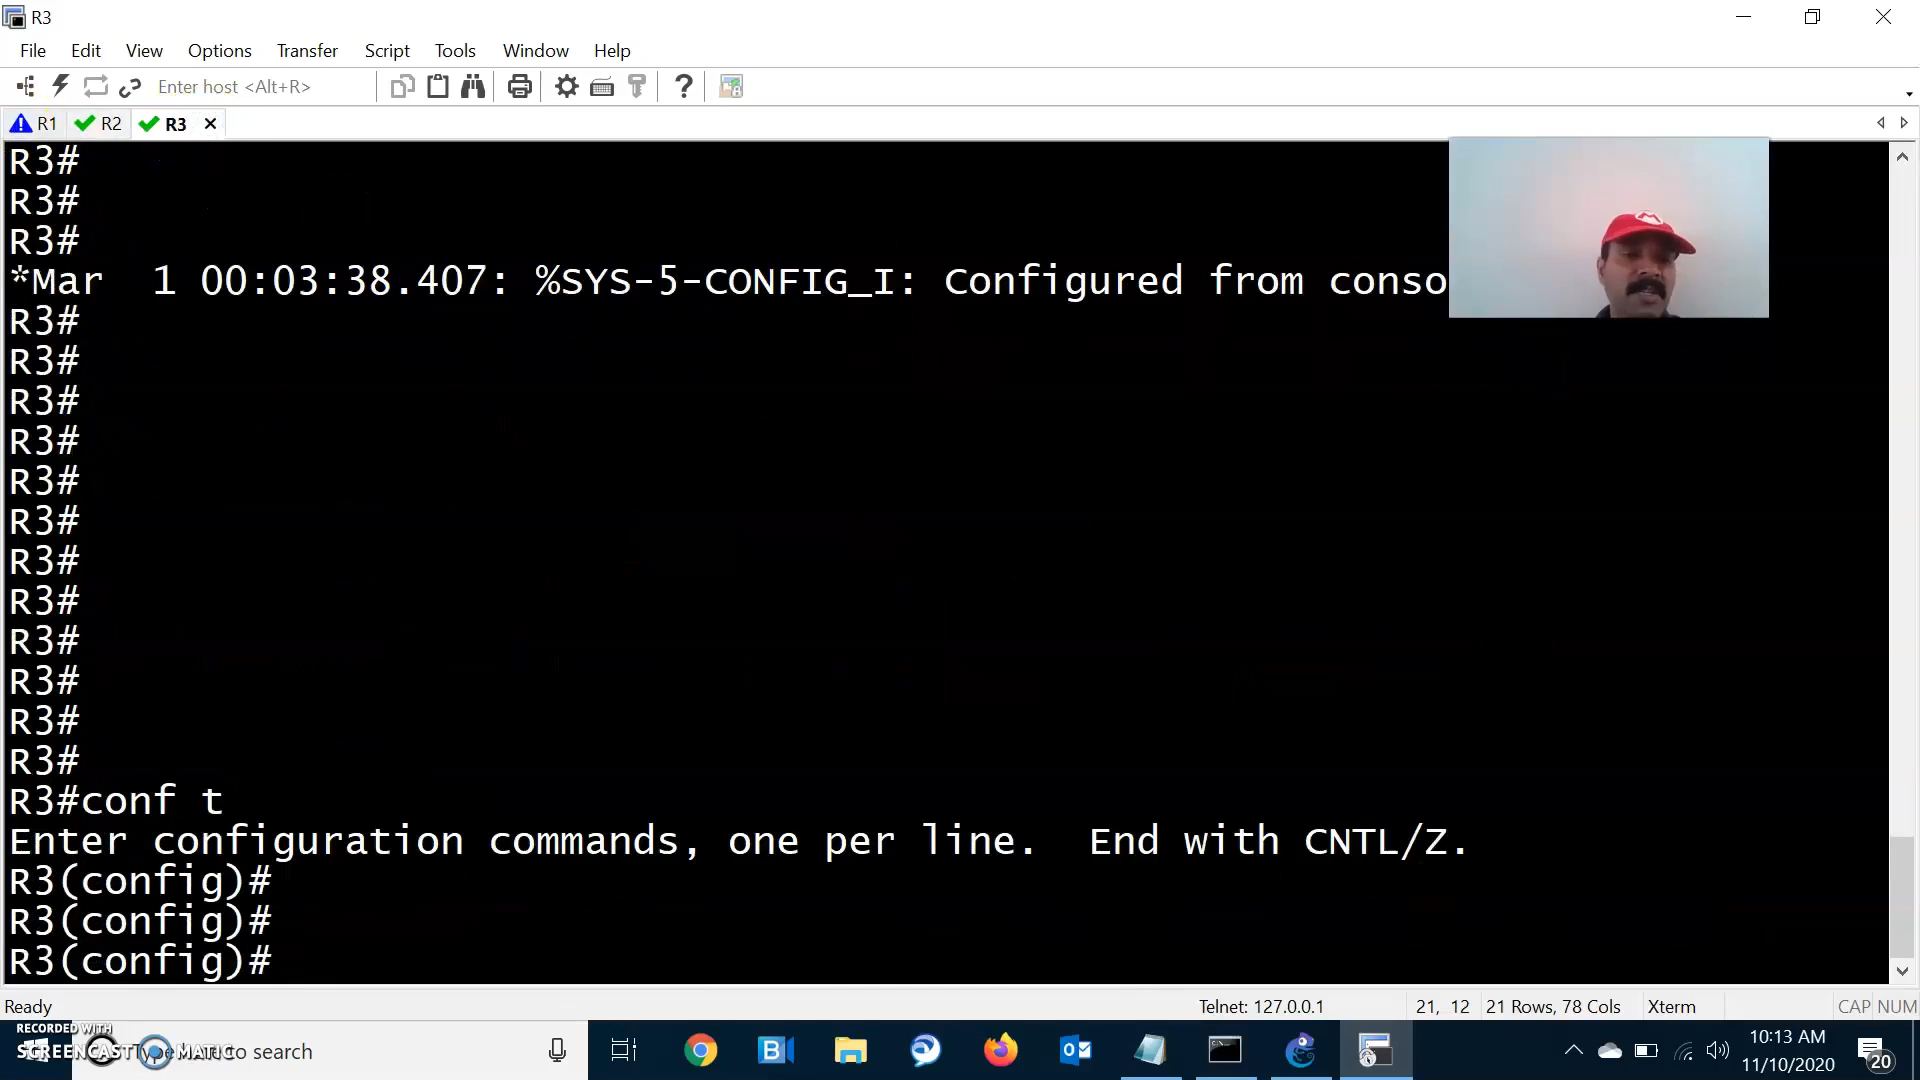 R3
File Edit View Options Transfer Script Tools Window Help
Enter host <Alt+R>
R1 R2 R3
R3#
R3#
R3#
*Mar  1 00:03:38.407: %SYS-5-CONFIG_I: Configured from conso
R3#
R3#
R3#
R3#
R3#
R3#
R3#
R3#
R3#
R3#
R3#
R3#
R3#conf t
Enter configuration commands, one per line.  End with CNTL/Z.
R3(config)#
R3(config)#
R3(config)#
Ready Telnet: 127.0.0.1 21, 12 21 Rows, 78 Cols Xterm CAP NUM
RECORDED WITH
SCREENCAST MATIC
to search
10:13 AM
11/10/2020
20